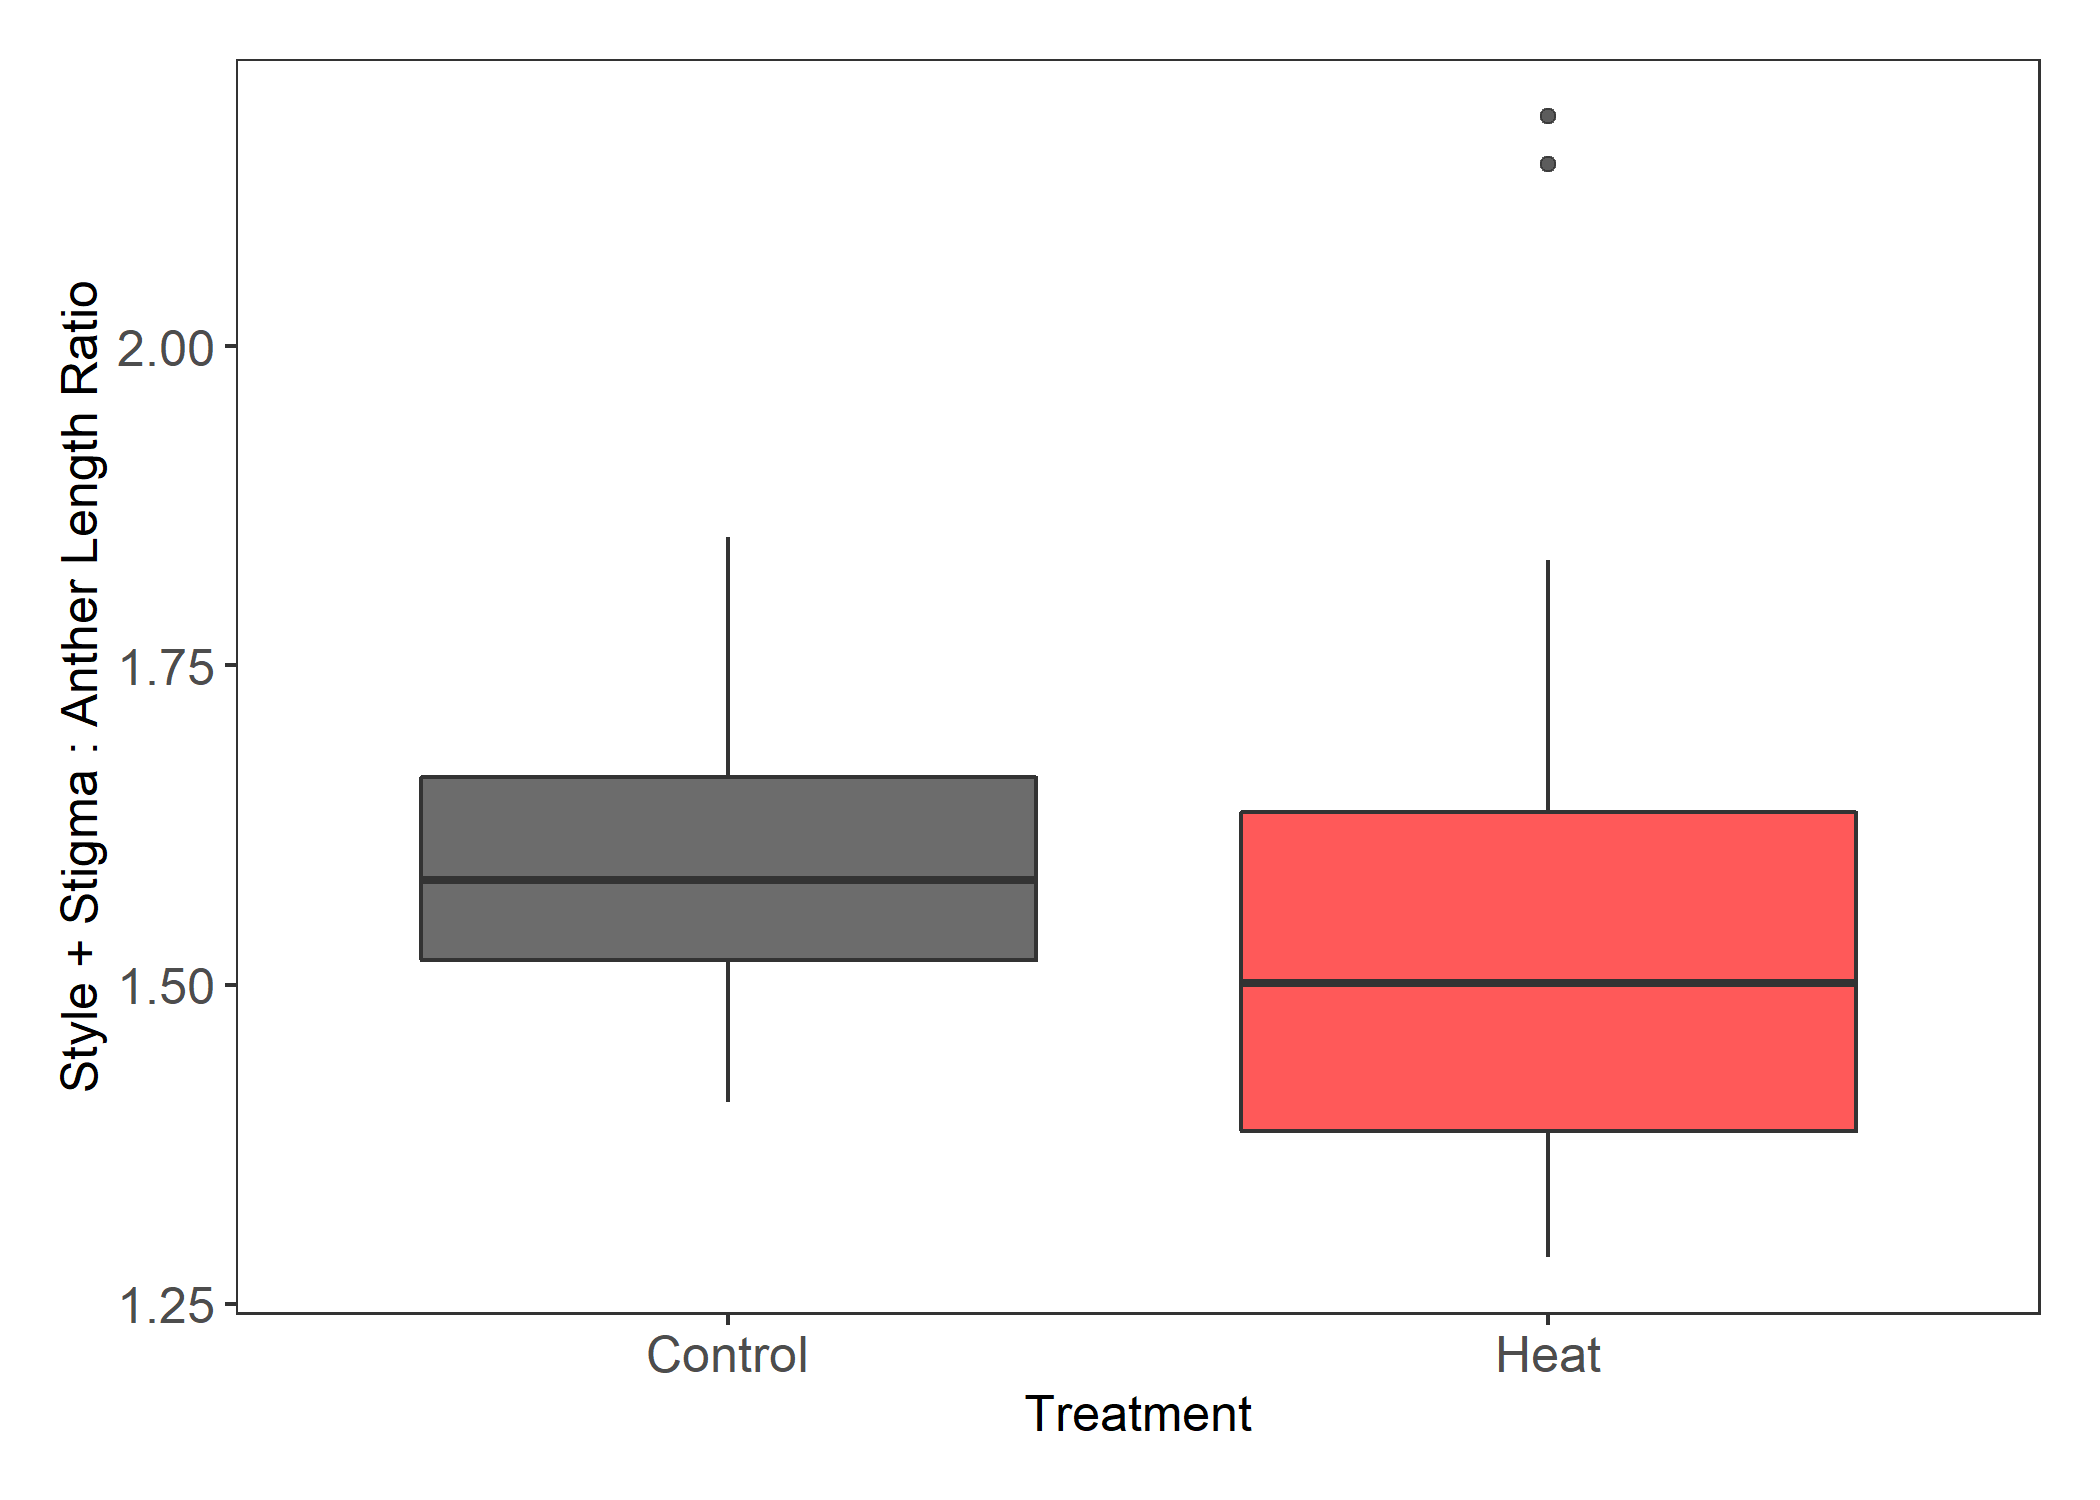 Style + Stigma : Anther Length Ratio
2.00
1.75
1.50
1.25
Control
Heat
Treatment